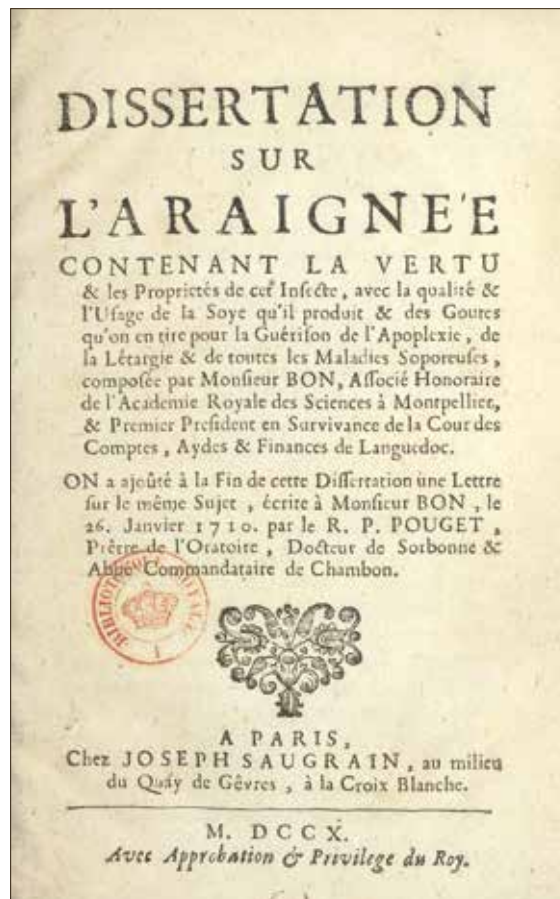 DISSERTATION
SUR
L'ARAIGNE'E
CONTENANT LA VERTU
& les Proprietés de cet Insecte, avec la qualité &
l'Usage de la Soye qu'il produit & des Goutes
qu'on en tire pour la Guérison de l'Apoplexie, de
la Létargie & de toutes les Maladies Soporeuses,
composée par Monsieur BON, Associé Honoraire
de l'Academie Royale des Sciences à Montpellier,
& Premier President en Survivance de la Cour des
Comptes, Aydes & Finances de Languedoc.
ON a ajoûté à la Fin de cette Dissertation une Lettre
sur le même Sujet, écrite à Monsieur BON, le
26. Janvier 1710. par le R. P. POUGET,
Prêtre de l'Oratoire, Docteur de Sorbonne &
Abbé Commandataire de Chambon.
BIBLIOTHECA REGIA
A PARIS,
Chez JOSEPH SAUGRAIN, au milieu
du Quay de Gêvres, à la Croix Blanche.
M. DCCX.
Avec Approbation & Privilege du Roy.